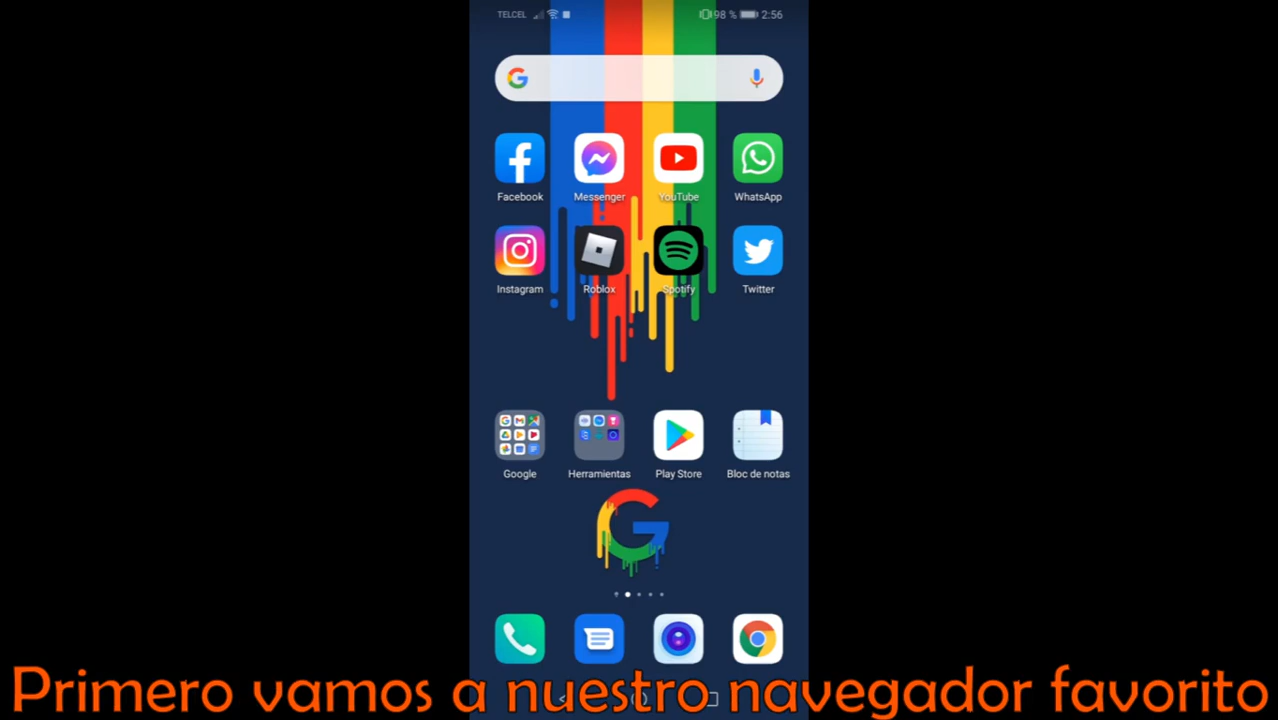 TELCEL 98 % 2:56
Facebook Messenger YouTube WhatsApp
Instagram Roblox Spotify Twitter
Google Herramientas Play Store Bloc de notas
Primero vamos a nuestro navegador favorito